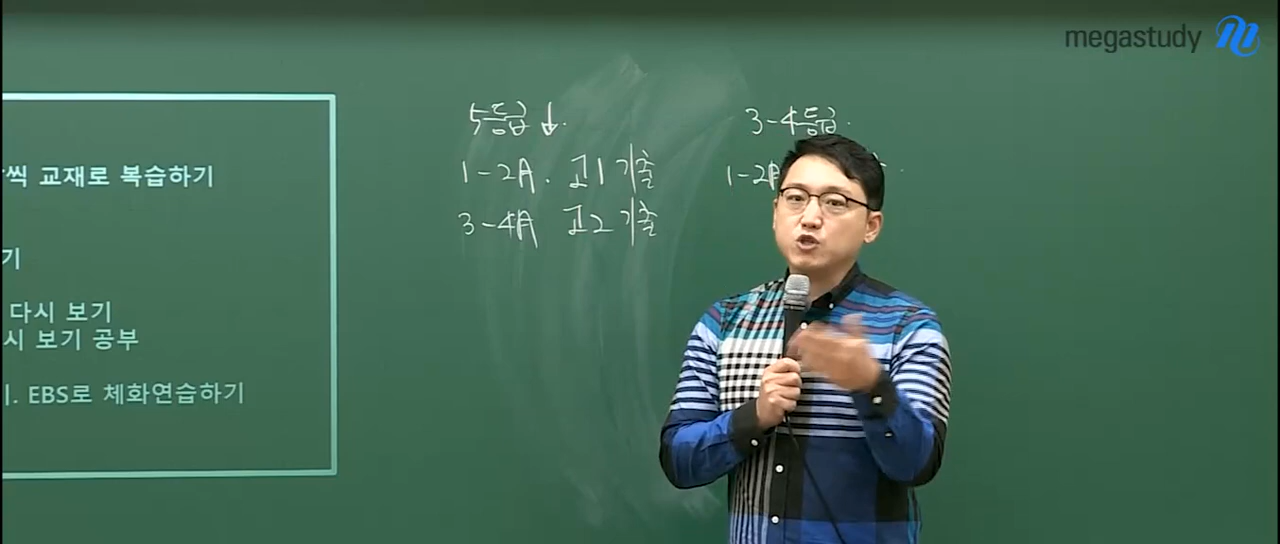 megastudy
씩 교재로 복습하기
기
다시 보기
시 보기 공부
. EBS로 체화연습하기
5등급 ↓.
1-2月. 고1 기출
3-4月 고2 기출
3-4등급.
1-2月